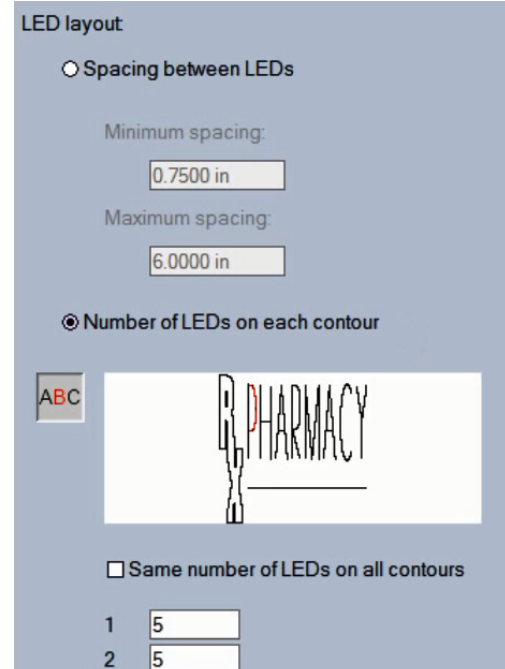 LED layout:
Spacing between LEDs
Minimum spacing:
0.7500 in
Maximum spacing:
6.0000 in
Number of LEDs on each contour
ABC
Rx PHARMACY
Same number of LEDs on all contours
1 5
2 5